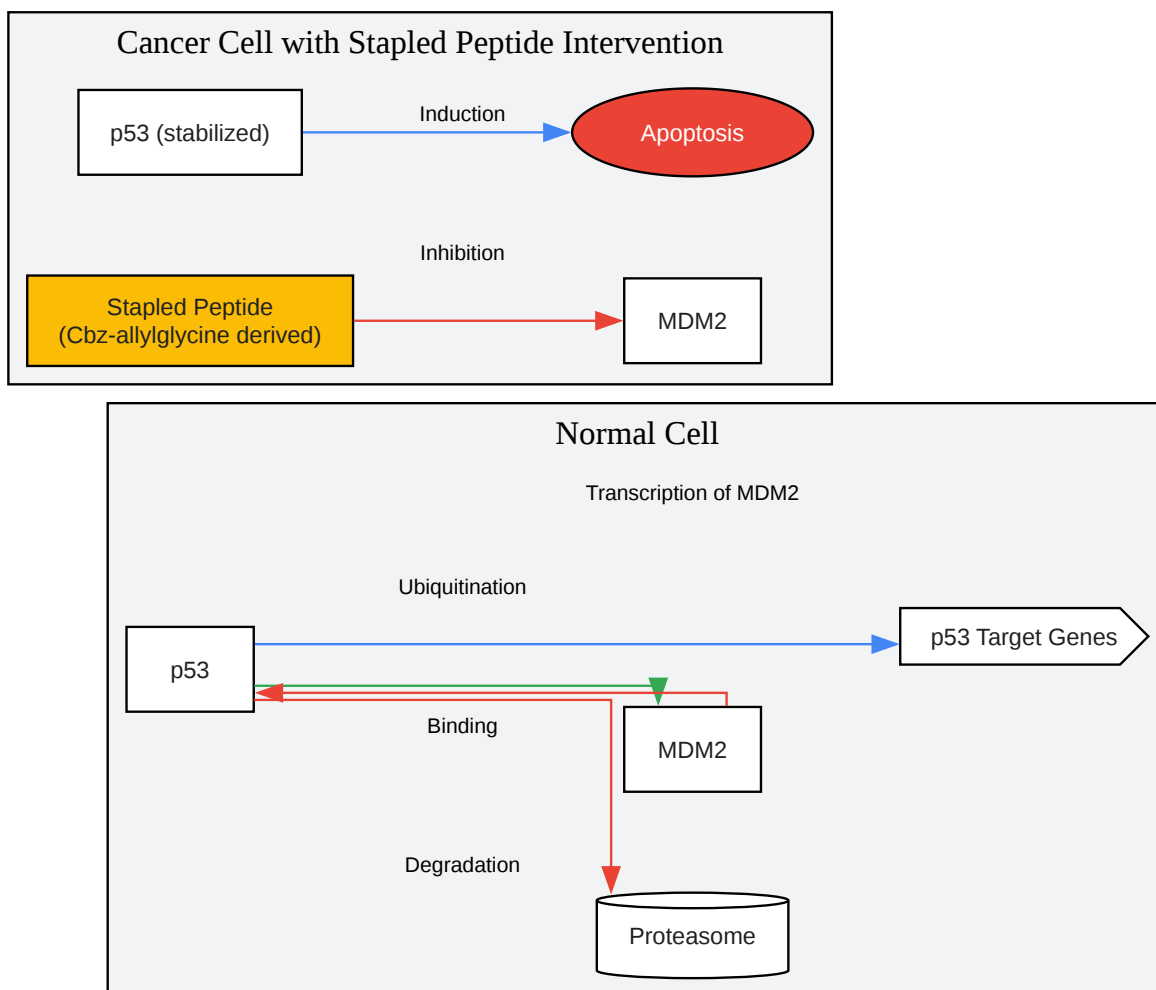 Cancer Cell with Stapled Peptide Intervention
p53 (stabilized)
Induction
Apoptosis
Inhibition
Stapled Peptide
(Cbz-allylglycine derived)
MDM2
Normal Cell
Transcription of MDM2
Ubiquitination
p53
p53 Target Genes
Binding
MDM2
Degradation
Proteasome